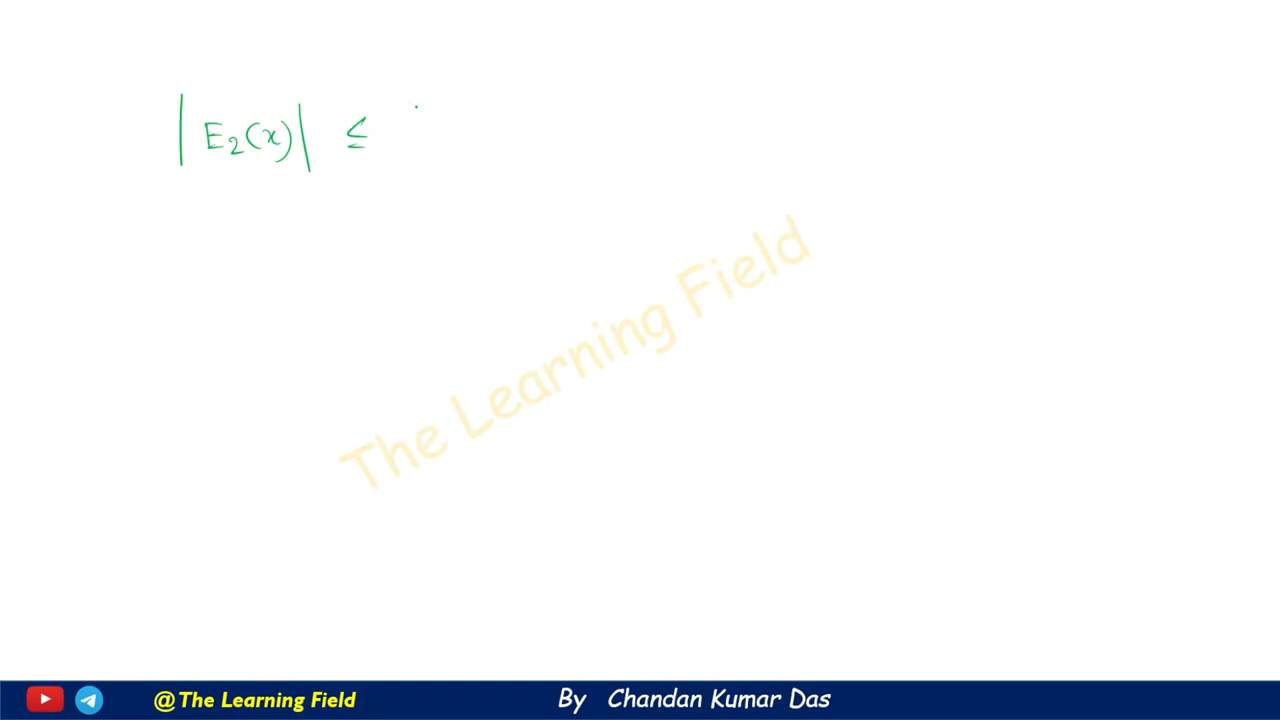 |E₂(x)| ≤
The Learning Field
@The Learning Field
By Chandan Kumar Das